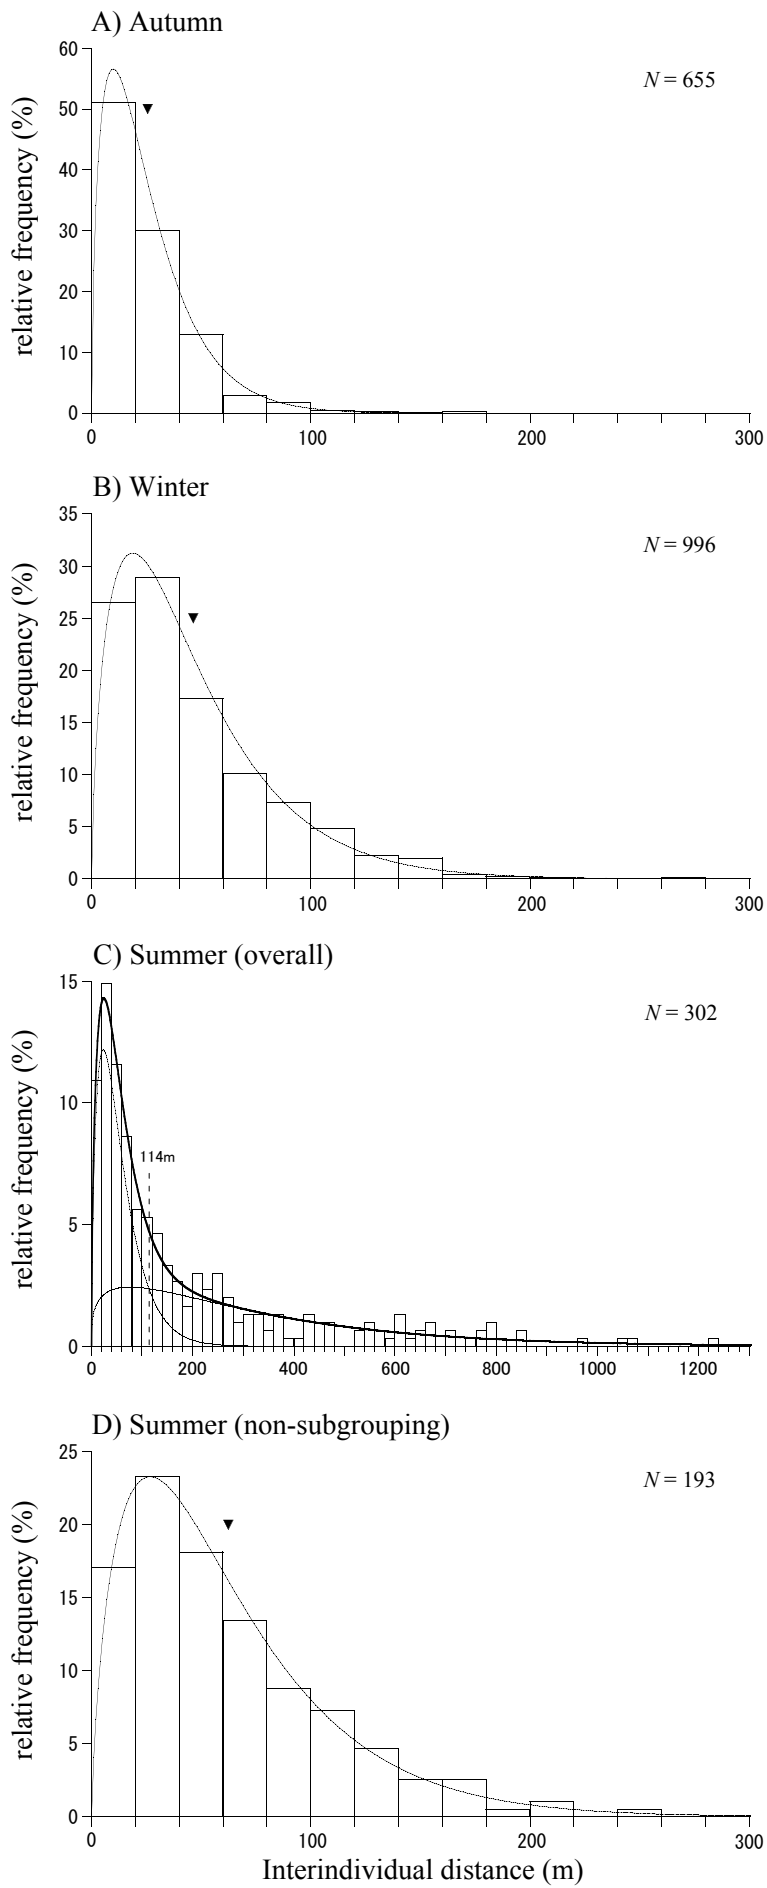 A) Autumn
N = 655
relative frequency (%)
60
50
40
30
20
10
0
0 100 200 300
B) Winter
N = 996
relative frequency (%)
35
30
25
20
15
10
5
0
0 100 200 300
C) Summer (overall)
N = 302
relative frequency (%)
15
10
5
0
114m
0 200 400 600 800 1000 1200
D) Summer (non-subgrouping)
N = 193
relative frequency (%)
25
20
15
10
5
0
0 100 200 300
Interindividual distance (m)